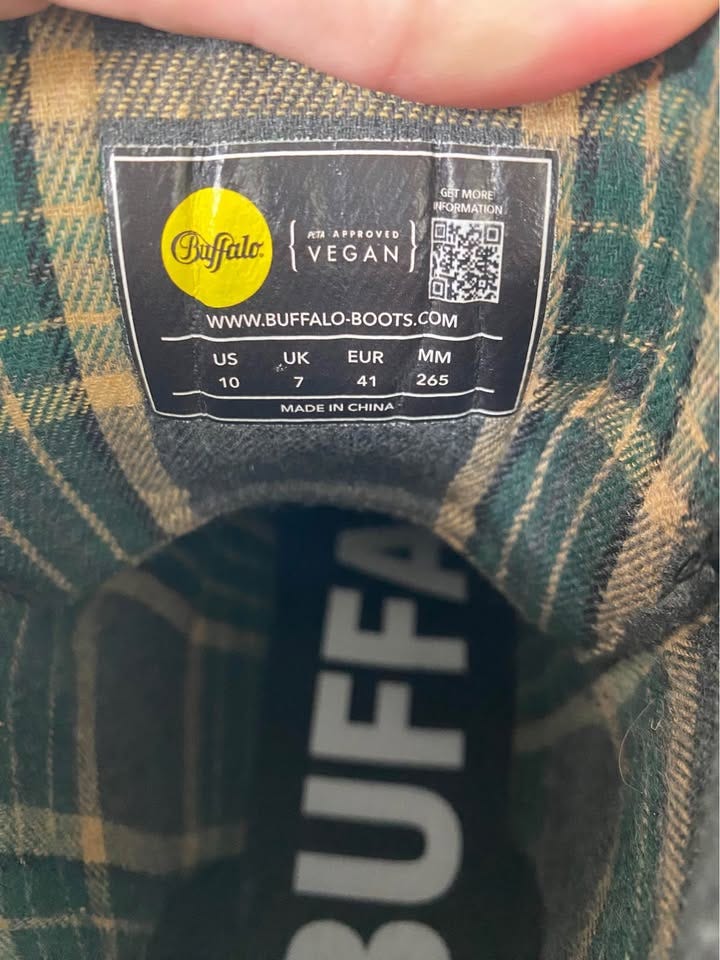 Buffalo
PETA APPROVED
VEGAN
GET MORE
INFORMATION
WWW.BUFFALO-BOOTS.COM
US UK EUR MM
10 7 41 265
MADE IN CHINA
BUFFA